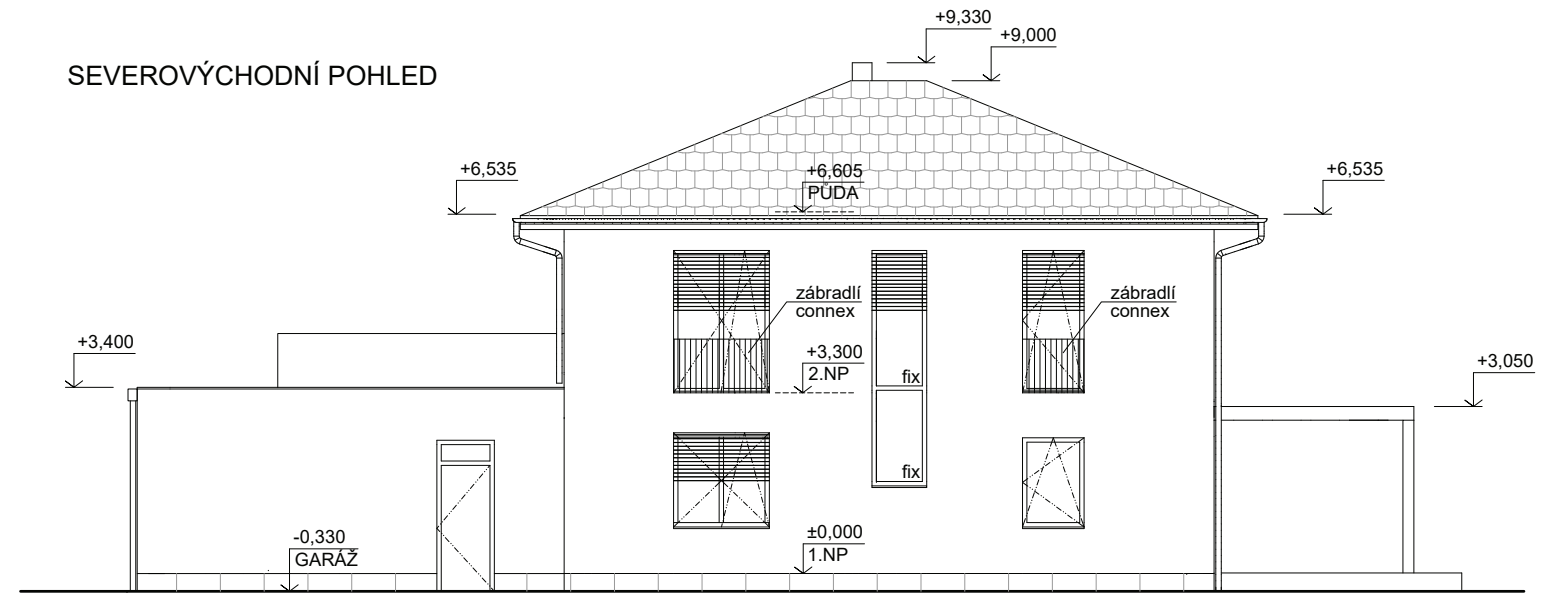 SEVEROVÝCHODNÍ POHLED
+9,330
+9,000
+6,535
+6,605
PŮDA
+6,535
zábradlí
connex
zábradlí
connex
+3,400
+3,300
2.NP
fix
+3,050
fix
-0,330
GARÁŽ
±0,000
1.NP